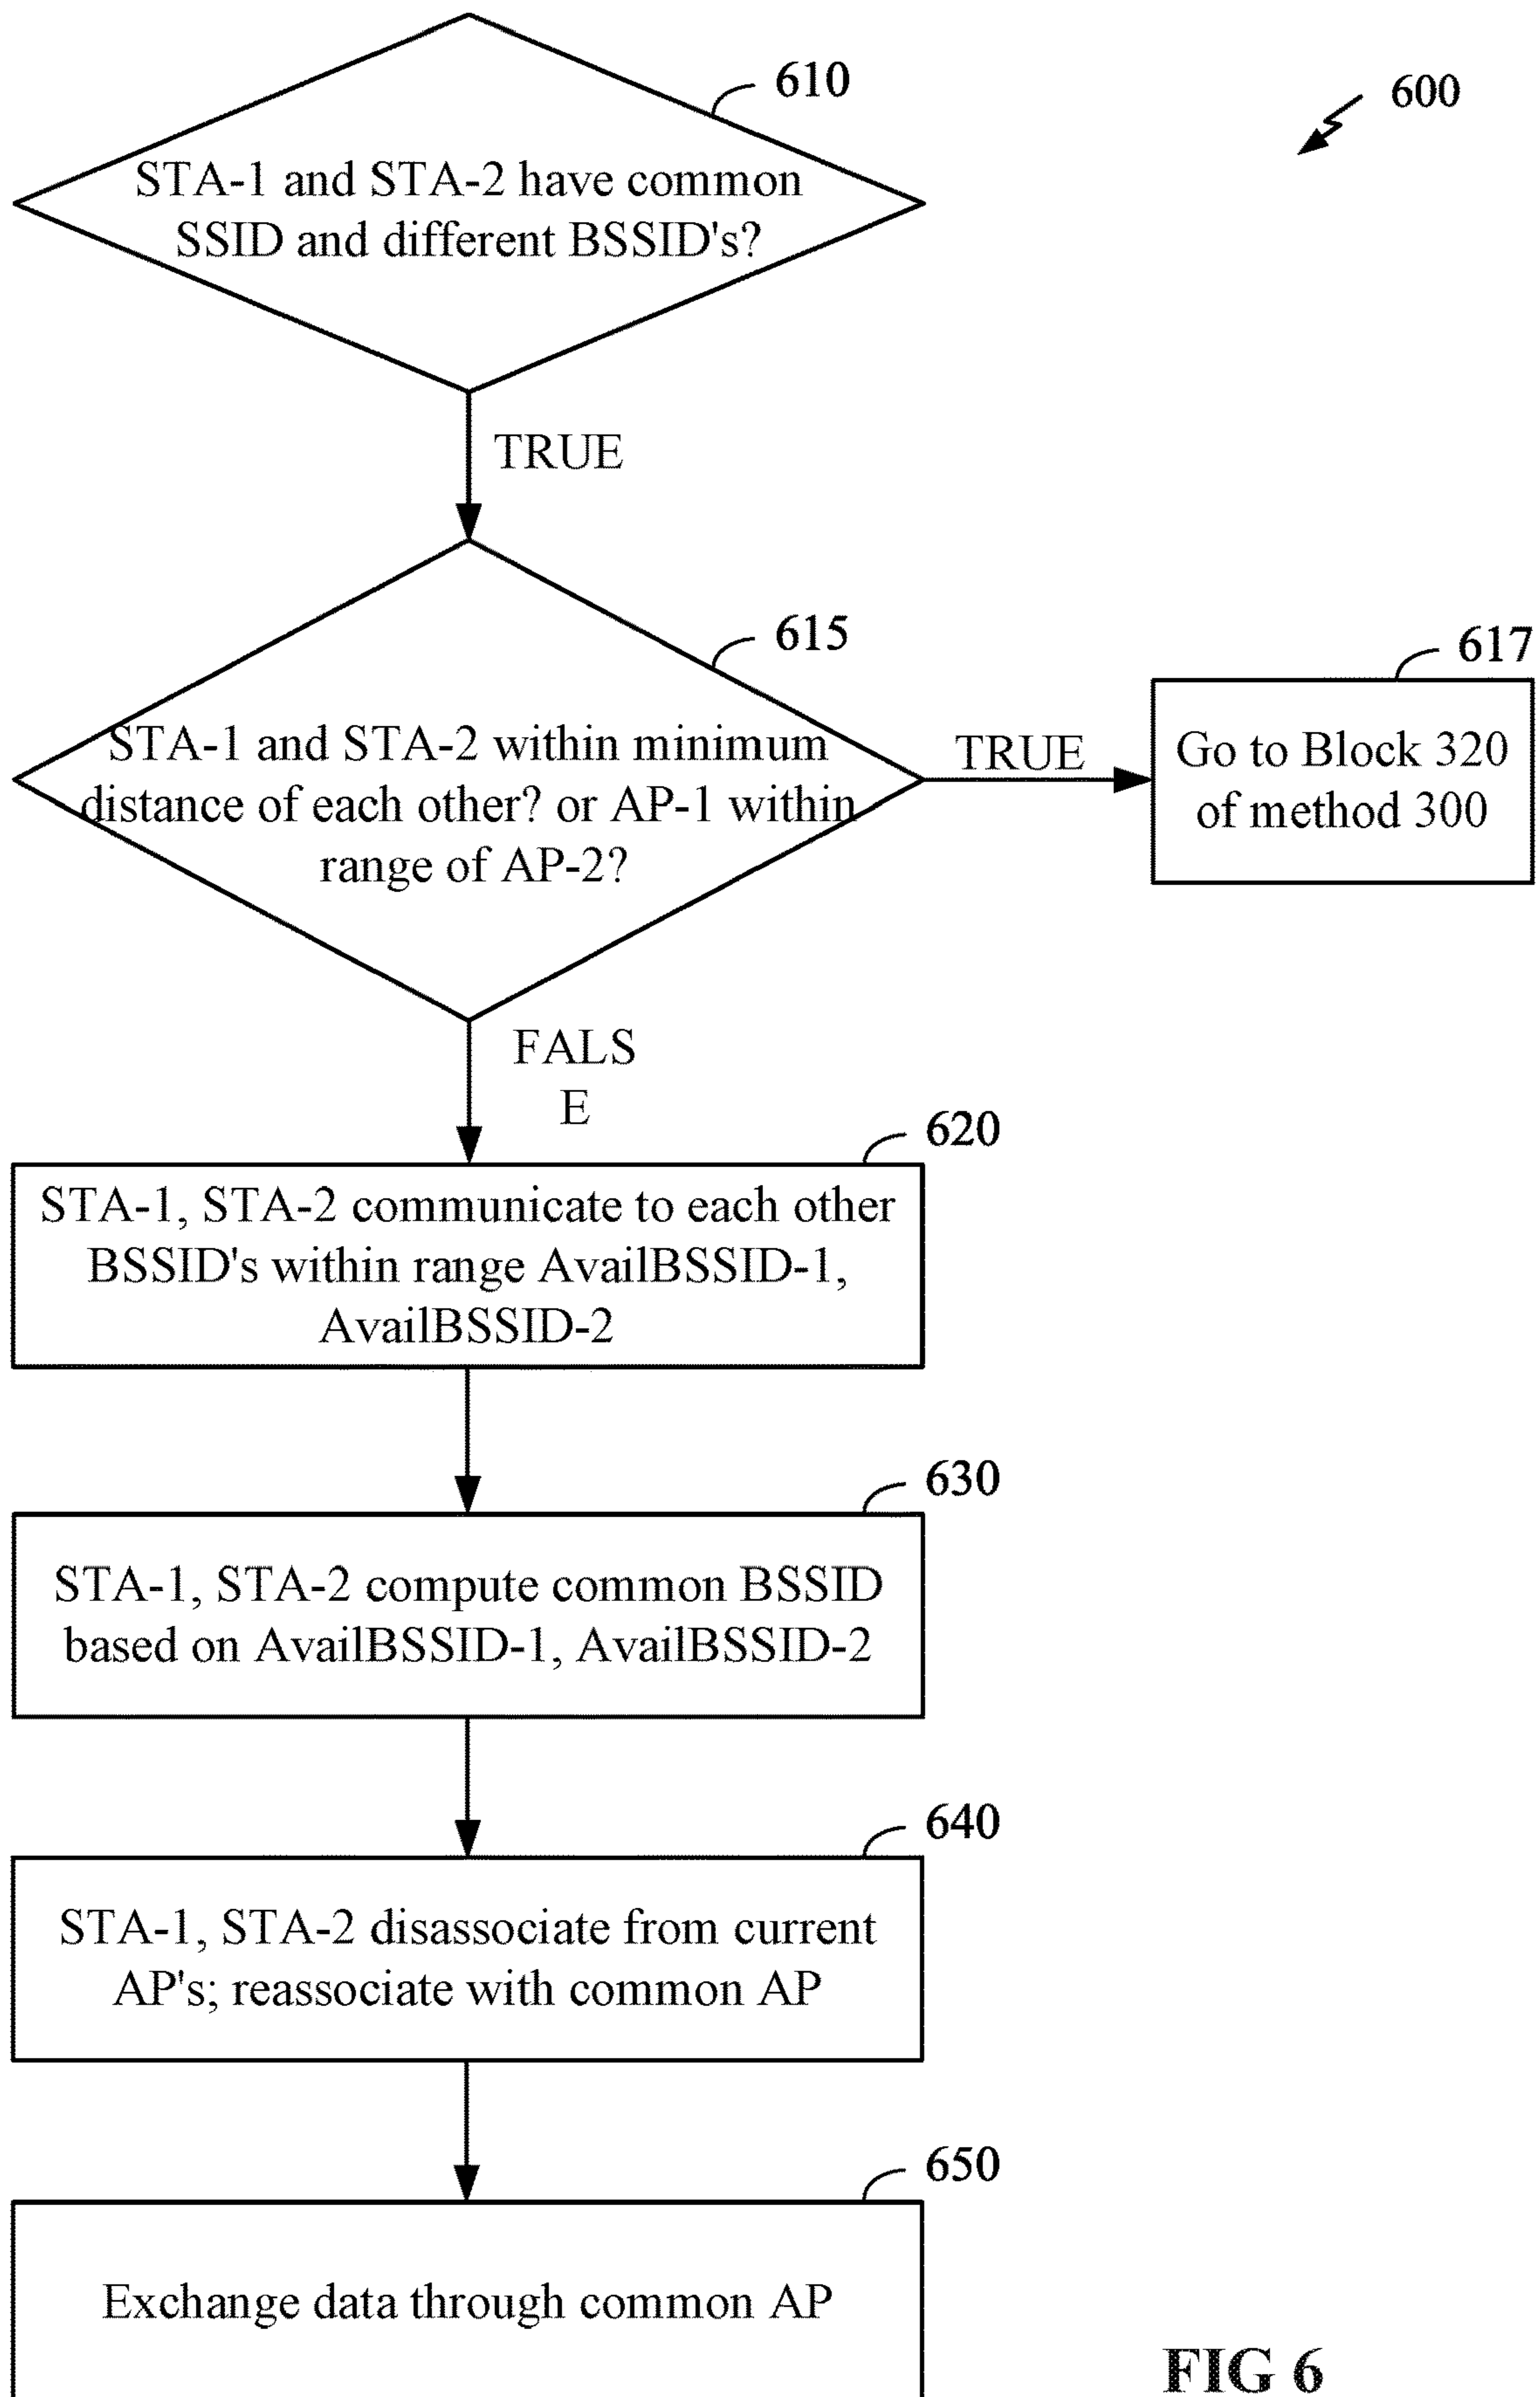 610
600
STA-1 and STA-2 have common
SSID and different BSSID's?
TRUE
615
617
STA-1 and STA-2 within minimum
distance of each other? or AP-1 within
range of AP-2?
TRUE
Go to Block 320
of method 300
FALS
E
620
STA-1, STA-2 communicate to each other
BSSID's within range AvailBSSID-1,
AvailBSSID-2
630
STA-1, STA-2 compute common BSSID
based on AvailBSSID-1, AvailBSSID-2
640
STA-1, STA-2 disassociate from current
AP's; reassociate with common AP
650
Exchange data through common AP
FIG 6